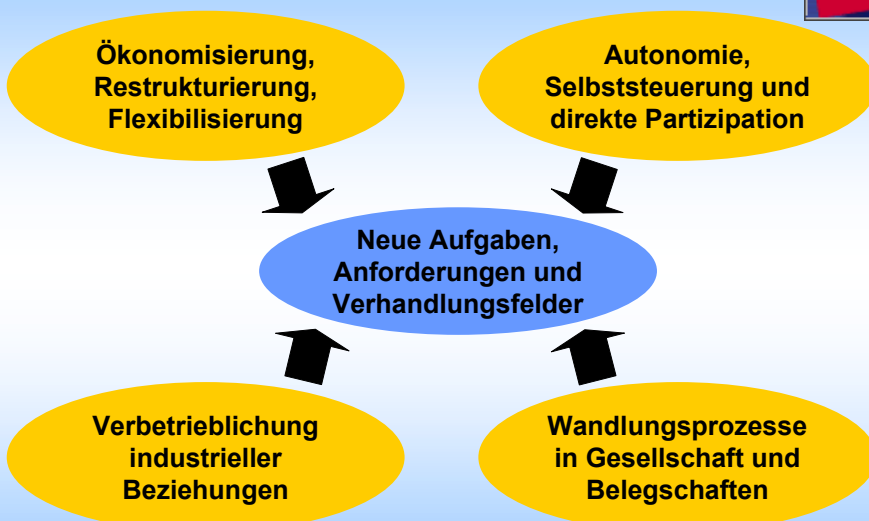 Ökonomisierung,
Restrukturierung,
Flexibilisierung
Autonomie,
Selbststeuerung und
direkte Partizipation
Neue Aufgaben,
Anforderungen und
Verhandlungsfelder
Verbetrieblichung
industrieller
Beziehungen
Wandlungsprozesse
in Gesellschaft und
Belegschaften